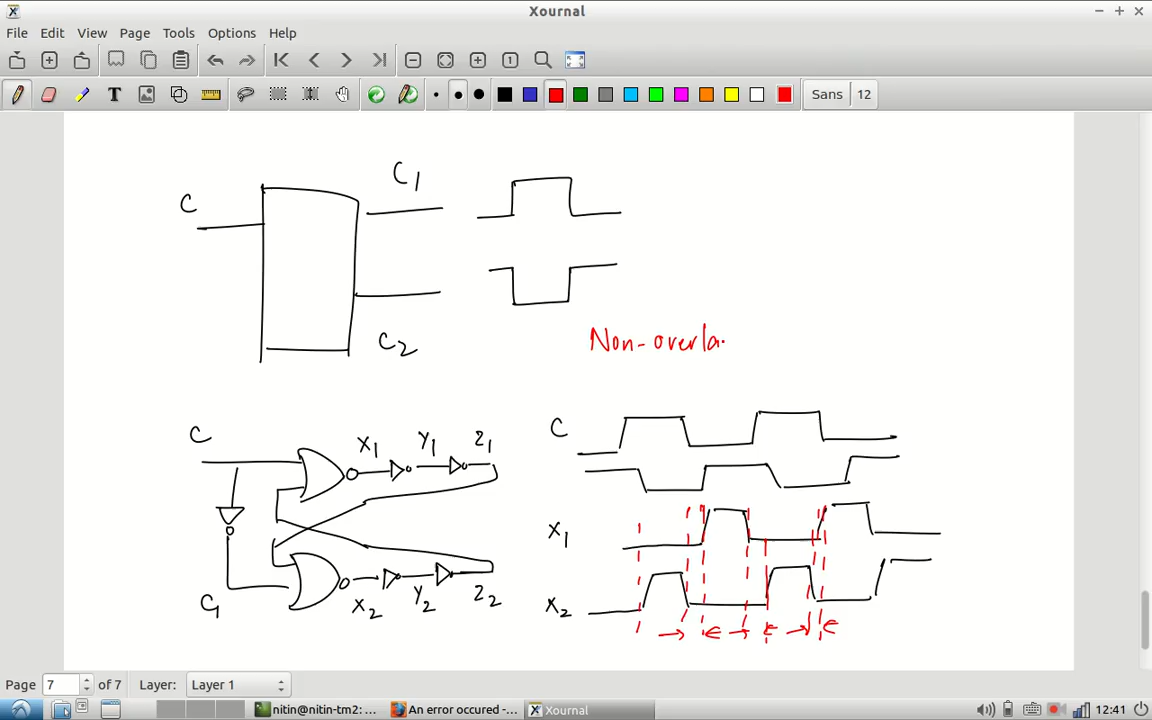 Xournal
File Edit View Page Tools Options Help
Sans 12
C
C1
C2
Non-overla
C
X1 Y1 Z1
X2 Y2 Z2
C
X1
X2
Page 7 of 7 Layer: Layer 1
nitin@nitin-tm2: ... An error occured -... Xournal 12:41